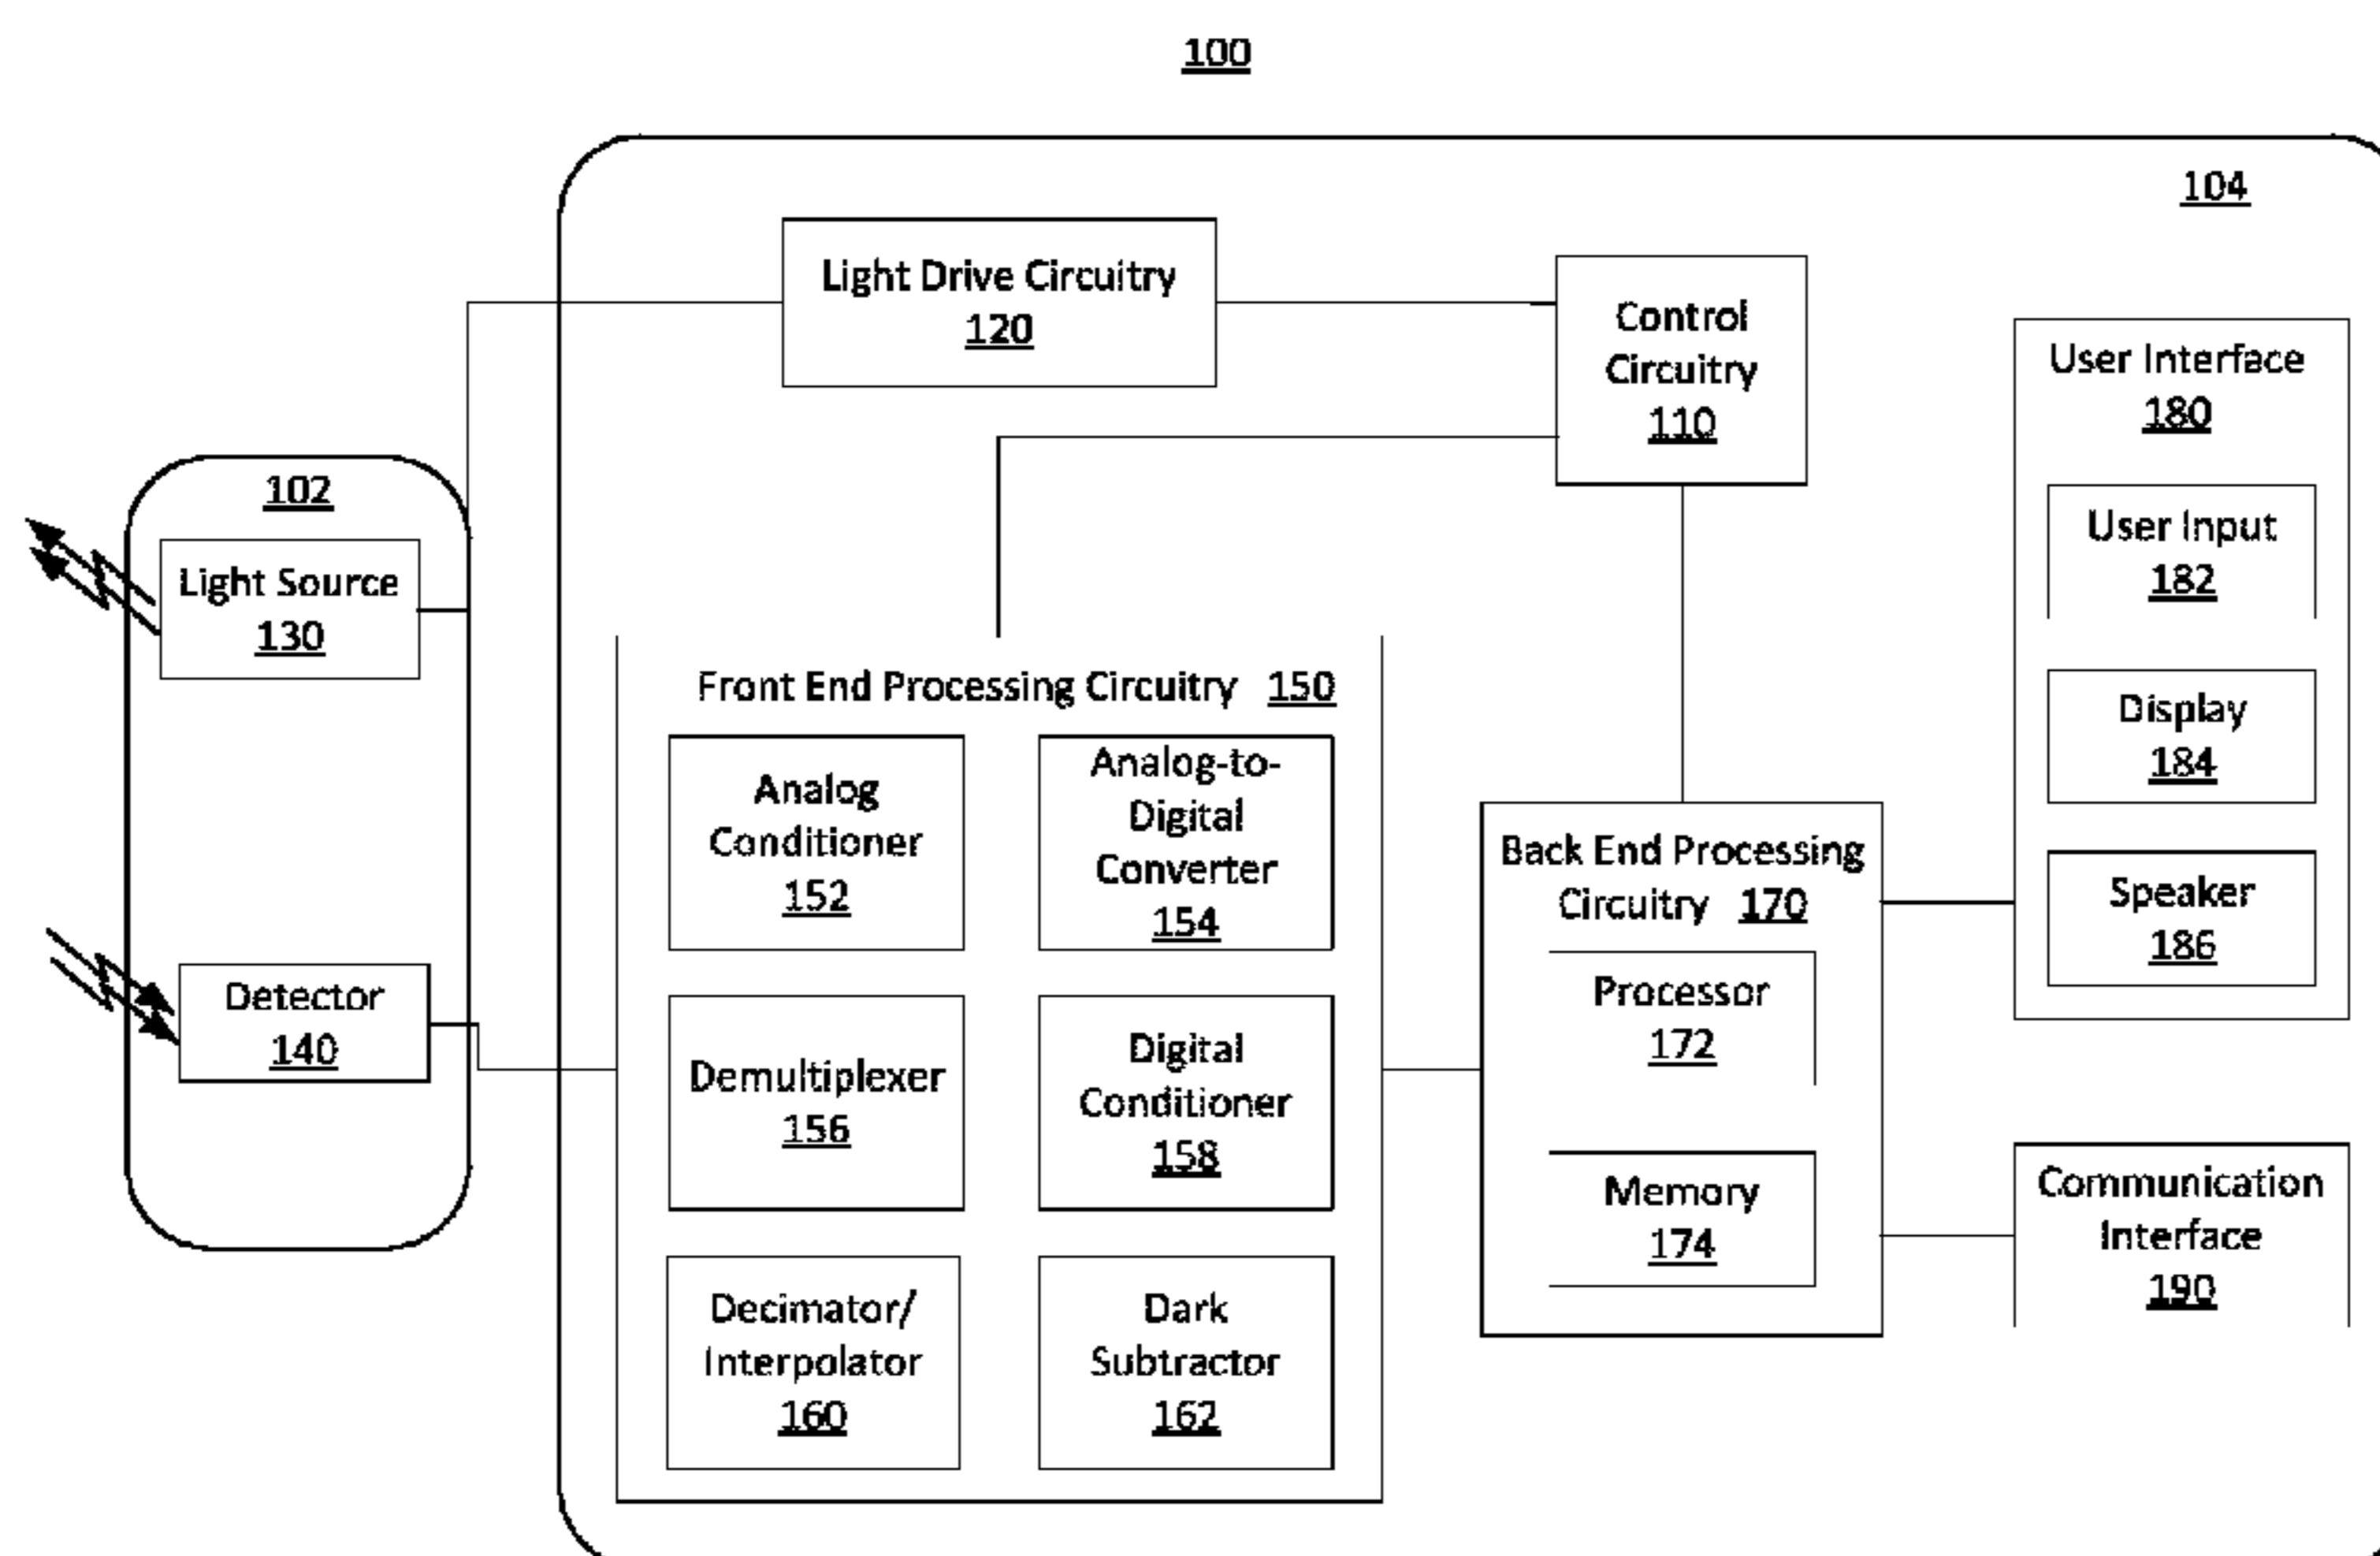 100
104
Light Drive Circuitry
120
Control
Circuitry
110
User Interface
180
User Input
182
Display
184
Speaker
186
102
Light Source
130
Detector
140
Front End Processing Circuitry 150
Analog
Conditioner
152
Analog-to-
Digital
Converter
154
Demultiplexer
156
Digital
Conditioner
158
Decimator/
Interpolator
160
Dark
Subtractor
162
Back End Processing
Circuitry 170
Processor
172
Memory
174
Communication
Interface
190